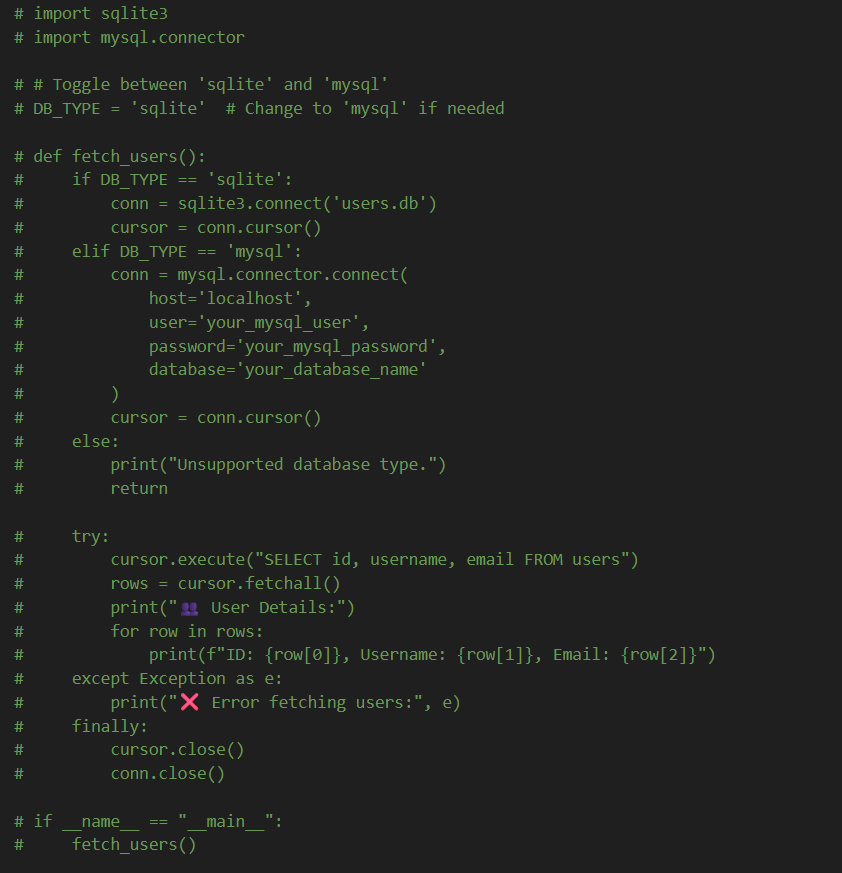 # import sqlite3
# import mysql.connector

# # Toggle between 'sqlite' and 'mysql'
# DB_TYPE = 'sqlite'  # Change to 'mysql' if needed

# def fetch_users():
#     if DB_TYPE == 'sqlite':
#         conn = sqlite3.connect('users.db')
#         cursor = conn.cursor()
#     elif DB_TYPE == 'mysql':
#         conn = mysql.connector.connect(
#             host='localhost',
#             user='your_mysql_user',
#             password='your_mysql_password',
#             database='your_database_name'
#         )
#         cursor = conn.cursor()
#     else:
#         print("Unsupported database type.")
#         return

#     try:
#         cursor.execute("SELECT id, username, email FROM users")
#         rows = cursor.fetchall()
#         print("👥 User Details:")
#         for row in rows:
#             print(f"ID: {row[0]}, Username: {row[1]}, Email: {row[2]}")
#     except Exception as e:
#         print("❌ Error fetching users:", e)
#     finally:
#         cursor.close()
#         conn.close()

# if __name__ == "__main__":
#     fetch_users()